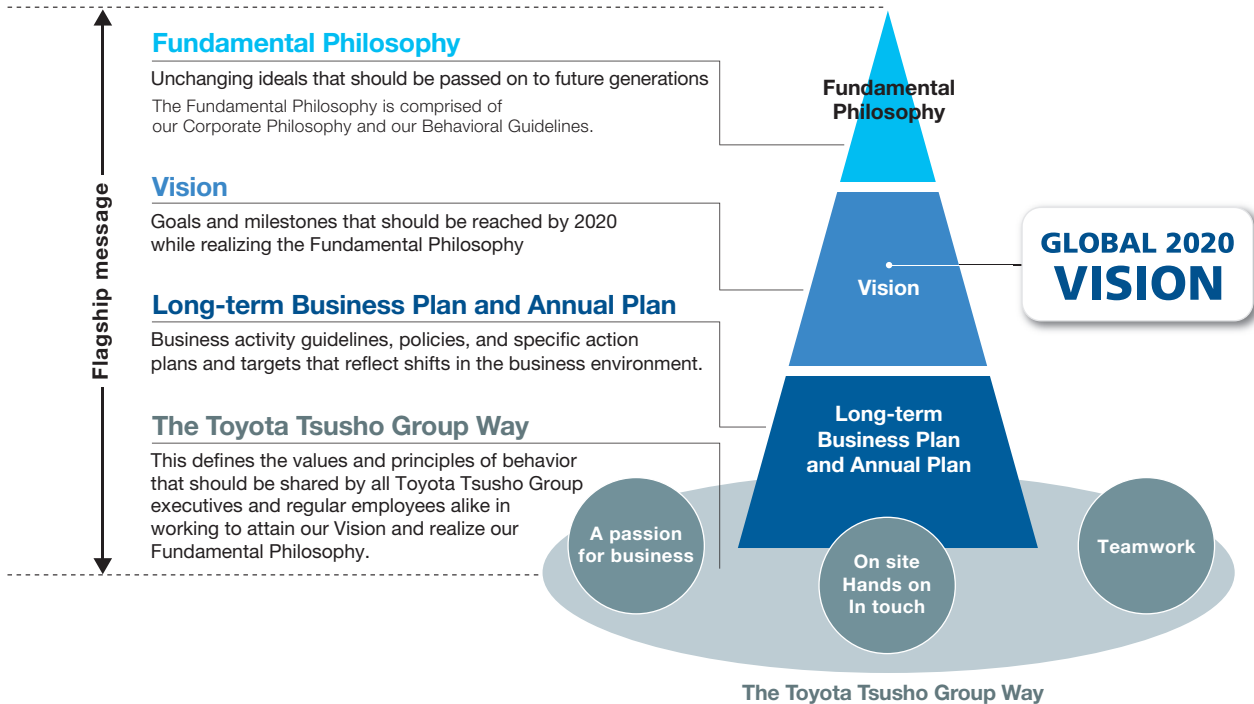 Flagship message
Fundamental Philosophy
Unchanging ideals that should be passed on to future generations
The Fundamental Philosophy is comprised of
our Corporate Philosophy and our Behavioral Guidelines.
Vision
Goals and milestones that should be reached by 2020
while realizing the Fundamental Philosophy
Long-term Business Plan and Annual Plan
Business activity guidelines, policies, and specific action
plans and targets that reflect shifts in the business environment.
The Toyota Tsusho Group Way
This defines the values and principles of behavior
that should be shared by all Toyota Tsusho Group
executives and regular employees alike in
working to attain our Vision and realize our
Fundamental Philosophy.
Fundamental
Philosophy
Vision
GLOBAL 2020
VISION
Long-term
Business Plan
and Annual Plan
A passion
for business
On site
Hands on
In touch
Teamwork
The Toyota Tsusho Group Way